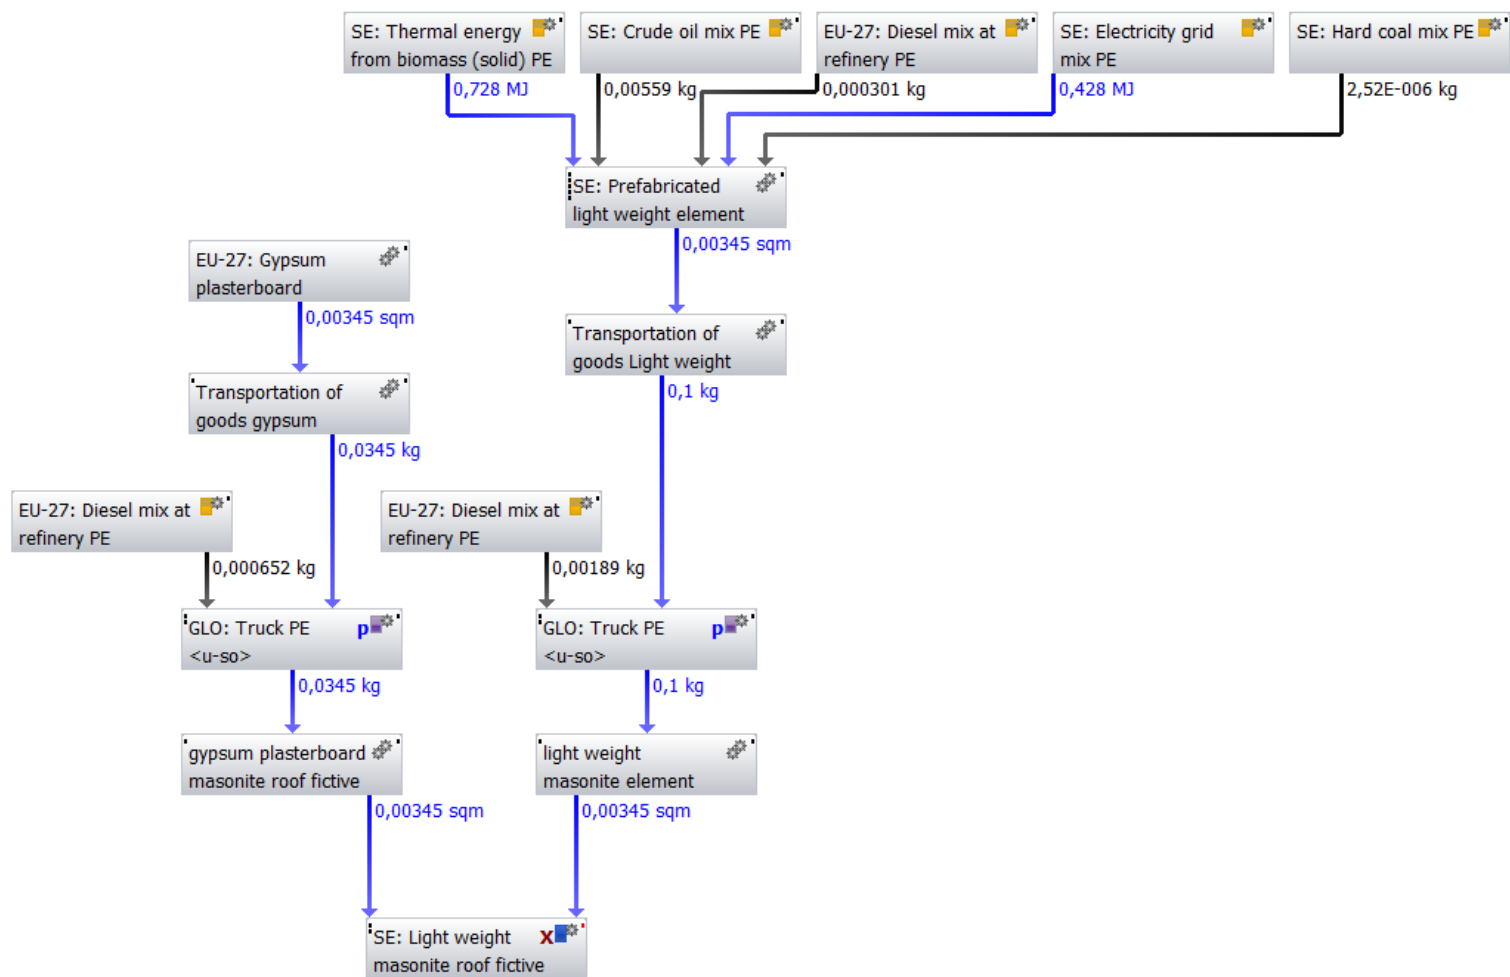 SE: Thermal energy
from biomass (solid) PE
SE: Crude oil mix PE
EU-27: Diesel mix at
refinery PE
SE: Electricity grid
mix PE
SE: Hard coal mix PE
0,728 MJ
0,00559 kg
0,000301 kg
0,428 MJ
2,52E-006 kg
SE: Prefabricated
light weight element
0,00345 sqm
EU-27: Gypsum
plasterboard
0,00345 sqm
Transportation of
goods Light weight
0,1 kg
Transportation of
goods gypsum
0,0345 kg
EU-27: Diesel mix at
refinery PE
0,000652 kg
EU-27: Diesel mix at
refinery PE
0,00189 kg
GLO: Truck PE p
<u-so>
0,0345 kg
GLO: Truck PE p
<u-so>
0,1 kg
gypsum plasterboard
masonite roof fictive
0,00345 sqm
light weight
masonite element
0,00345 sqm
SE: Light weight X
masonite roof fictive